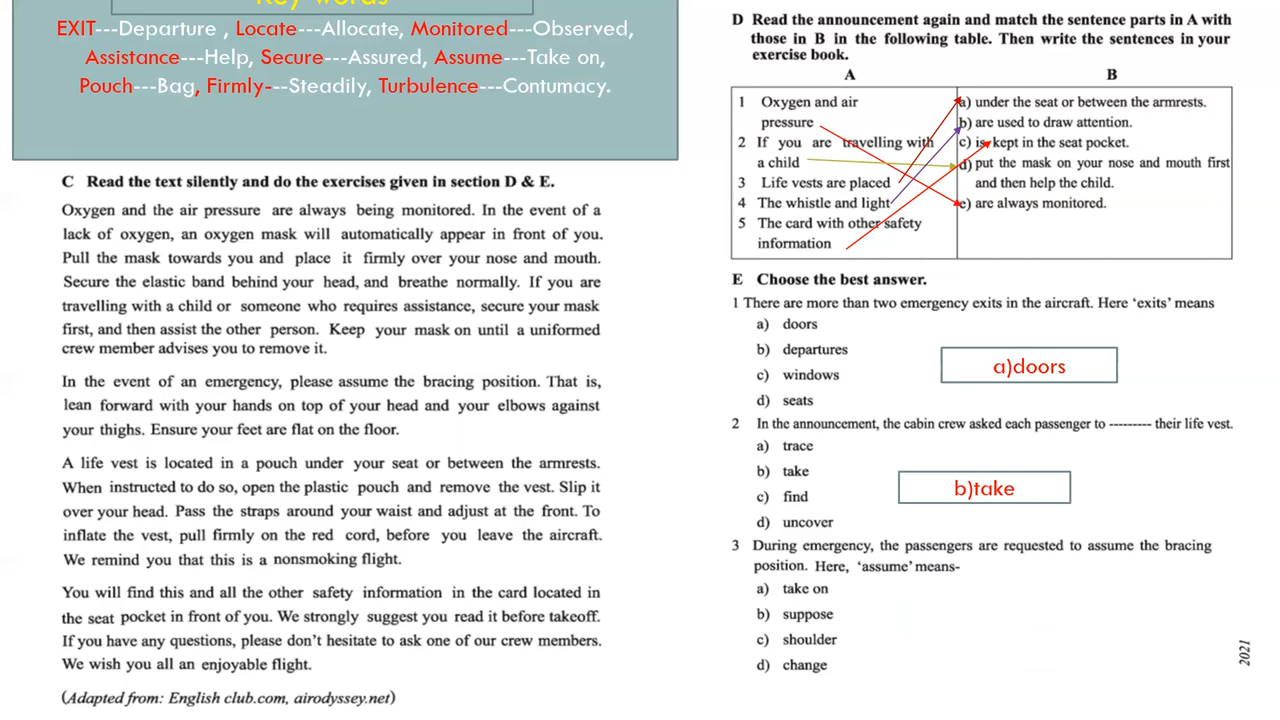 Key words
EXIT---Departure , Locate---Allocate, Monitored---Observed,
Assistance---Help, Secure---Assured, Assume---Take on,
Pouch---Bag, Firmly---Steadily, Turbulence---Contumacy.
C Read the text silently and do the exercises given in section D & E.
Oxygen and the air pressure are always being monitored. In the event of a
lack of oxygen, an oxygen mask will automatically appear in front of you.
Pull the mask towards you and place it firmly over your nose and mouth.
Secure the elastic band behind your head, and breathe normally. If you are
travelling with a child or someone who requires assistance, secure your mask
first, and then assist the other person. Keep your mask on until a uniformed
crew member advises you to remove it.
In the event of an emergency, please assume the bracing position. That is,
lean forward with your hands on top of your head and your elbows against
your thighs. Ensure your feet are flat on the floor.
A life vest is located in a pouch under your seat or between the armrests.
When instructed to do so, open the plastic pouch and remove the vest. Slip it
over your head. Pass the straps around your waist and adjust at the front. To
inflate the vest, pull firmly on the red cord, before you leave the aircraft.
We remind you that this is a nonsmoking flight.
You will find this and all the other safety information in the card located in
the seat pocket in front of you. We strongly suggest you read it before takeoff.
If you have any questions, please don't hesitate to ask one of our crew members.
We wish you all an enjoyable flight.
(Adapted from: English club.com, airodyssey.net)
D Read the announcement again and match the sentence parts in A with
those in B in the following table. Then write the sentences in your
exercise book.
A
B
1 Oxygen and air
pressure
2 If you are travelling with
a child
3 Life vests are placed
4 The whistle and light
5 The card with other safety
information
a) under the seat or between the armrests.
b) are used to draw attention.
c) is kept in the seat pocket.
d) put the mask on your nose and mouth first
and then help the child.
e) are always monitored.
E Choose the best answer.
1 There are more than two emergency exits in the aircraft. Here 'exits' means
a) doors
b) departures
c) windows
d) seats
a)doors
2 In the announcement, the cabin crew asked each passenger to --------- their life vest.
a) trace
b) take
c) find
d) uncover
b)take
3 During emergency, the passengers are requested to assume the bracing
position. Here, 'assume' means-
a) take on
b) suppose
c) shoulder
d) change
2021